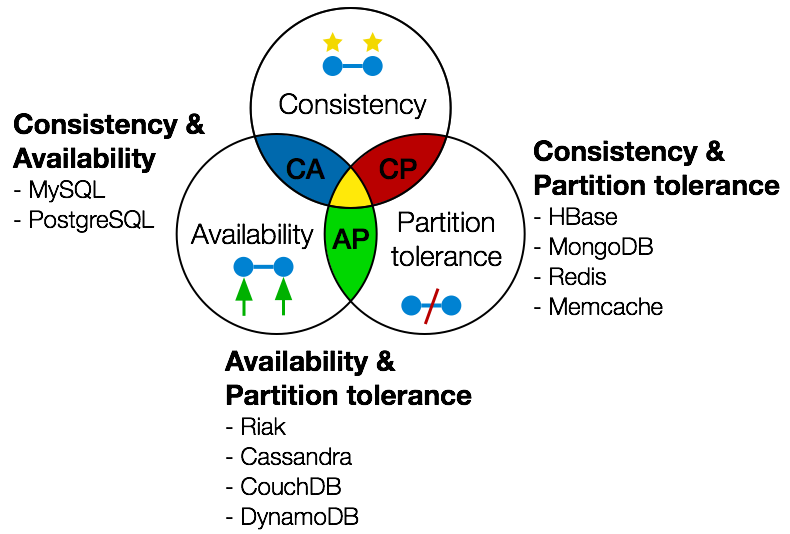 Consistency
Consistency &
Availability
- MySQL
- PostgreSQL
CA
CP
Consistency &
Partition tolerance
- HBase
- MongoDB
- Redis
- Memcache
Availability
AP
Partition
tolerance
Availability &
Partition tolerance
- Riak
- Cassandra
- CouchDB
- DynamoDB